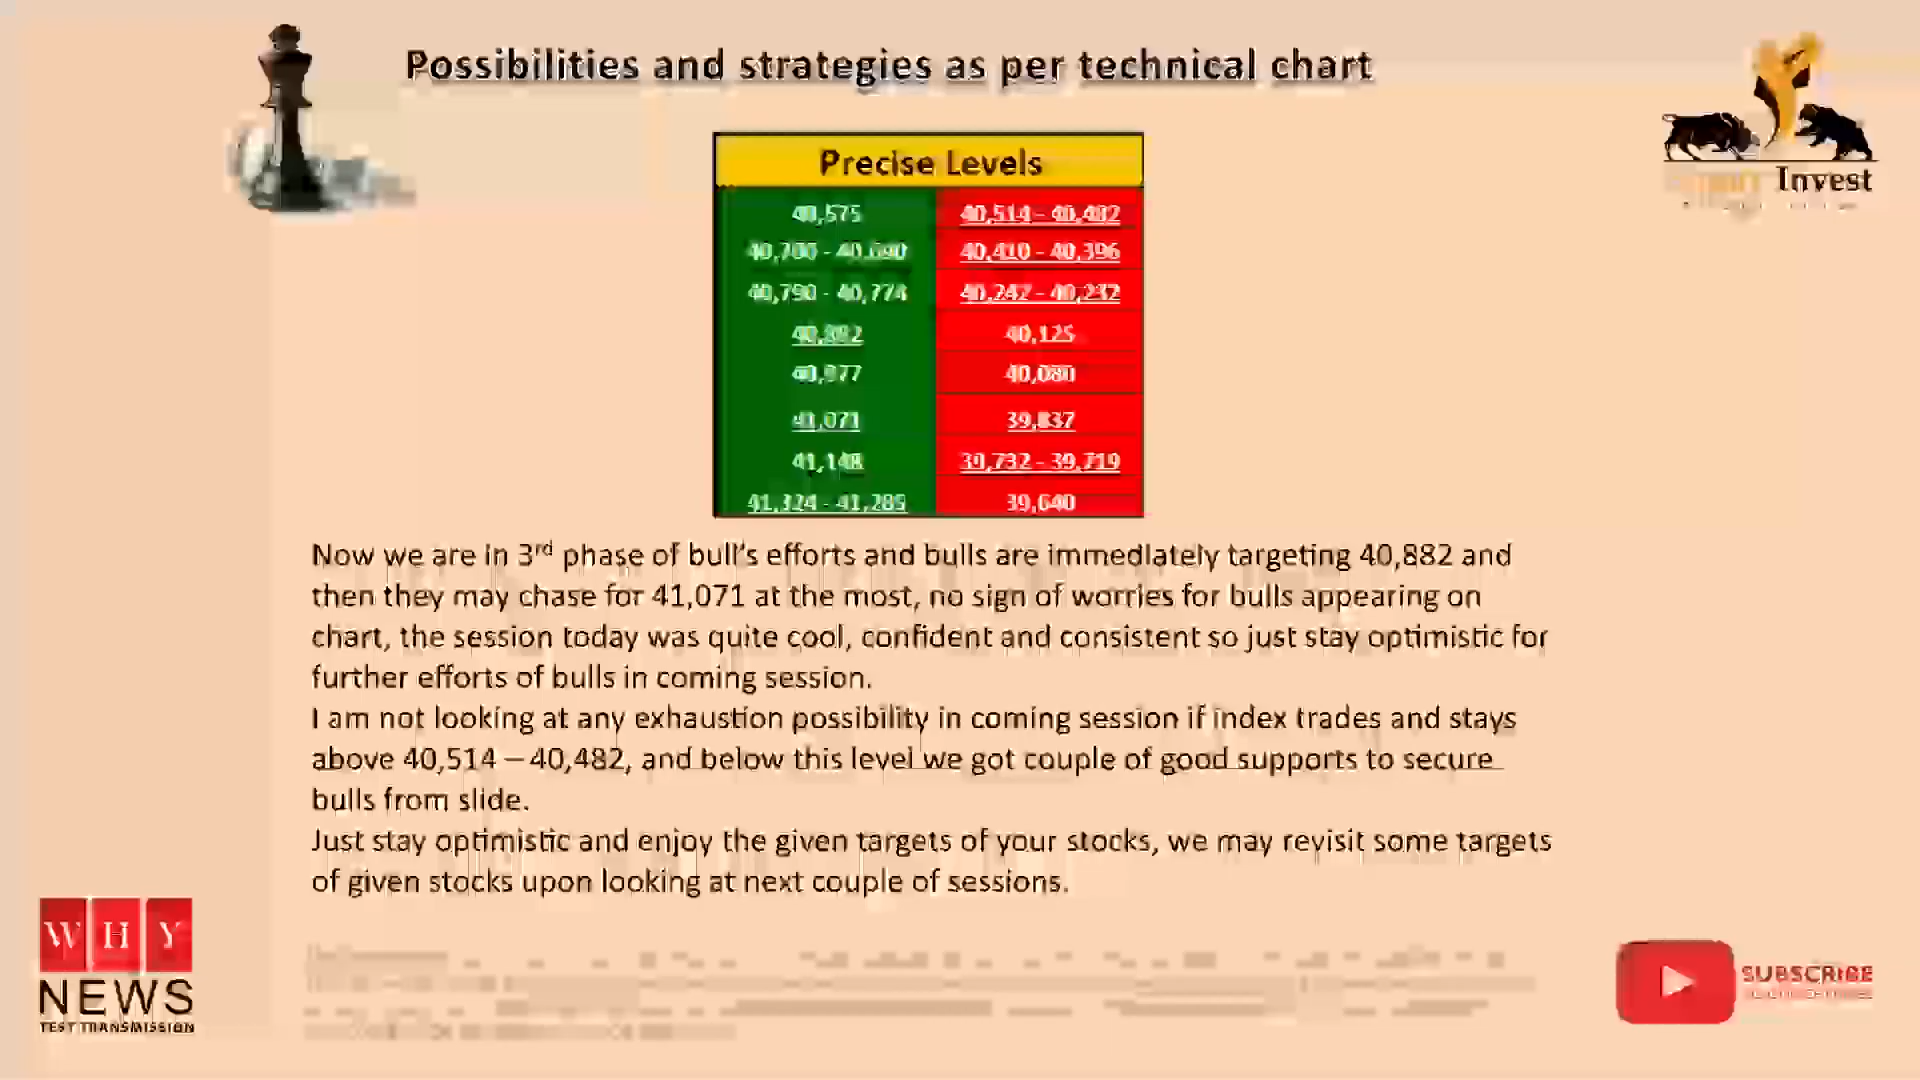 Possibilities and strategies as per technical chart
Invest
Precise Levels
40,575 40,514 - 40,482
40,700 - 40,690 40,410 - 40,396
40,790 - 40,774 40,247 - 40,232
40,882 40,125
40,977 40,080
41,071 39,837
41,148 39,732 - 39,719
41,324 - 41,285 39,640
Now we are in 3rd phase of bull's efforts and bulls are immediately targeting 40,882 and
then they may chase for 41,071 at the most, no sign of worries for bulls appearing on
chart, the session today was quite cool, confident and consistent so just stay optimistic for
further efforts of bulls in coming session.
I am not looking at any exhaustion possibility in coming session if index trades and stays
above 40,514 – 40,482, and below this level we got couple of good supports to secure
bulls from slide.
Just stay optimistic and enjoy the given targets of your stocks, we may revisit some targets
of given stocks upon looking at next couple of sessions.
WHY
NEWS
TEST TRANSMISSION
SUBSCRIBE